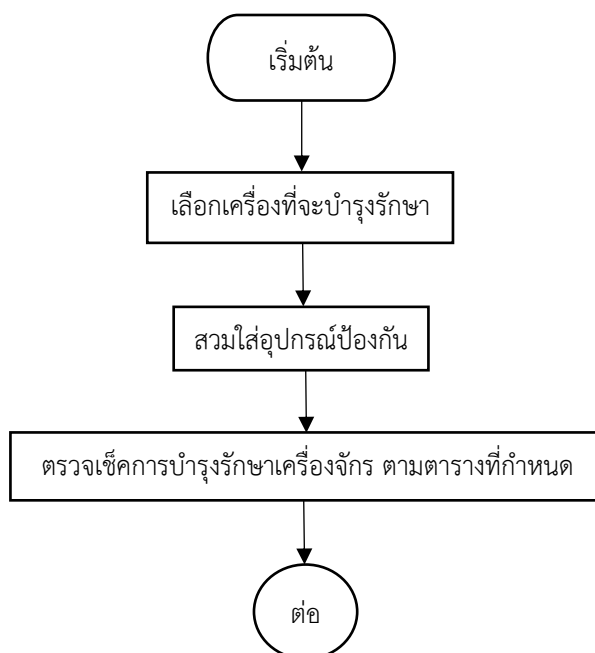 เริ่มต้น
เลือกเครื่องที่จะบำรุงรักษา
สวมใส่อุปกรณ์ป้องกัน
ตรวจเช็คการบำรุงรักษาเครื่องจักร ตามตารางที่กำหนด
ต่อ